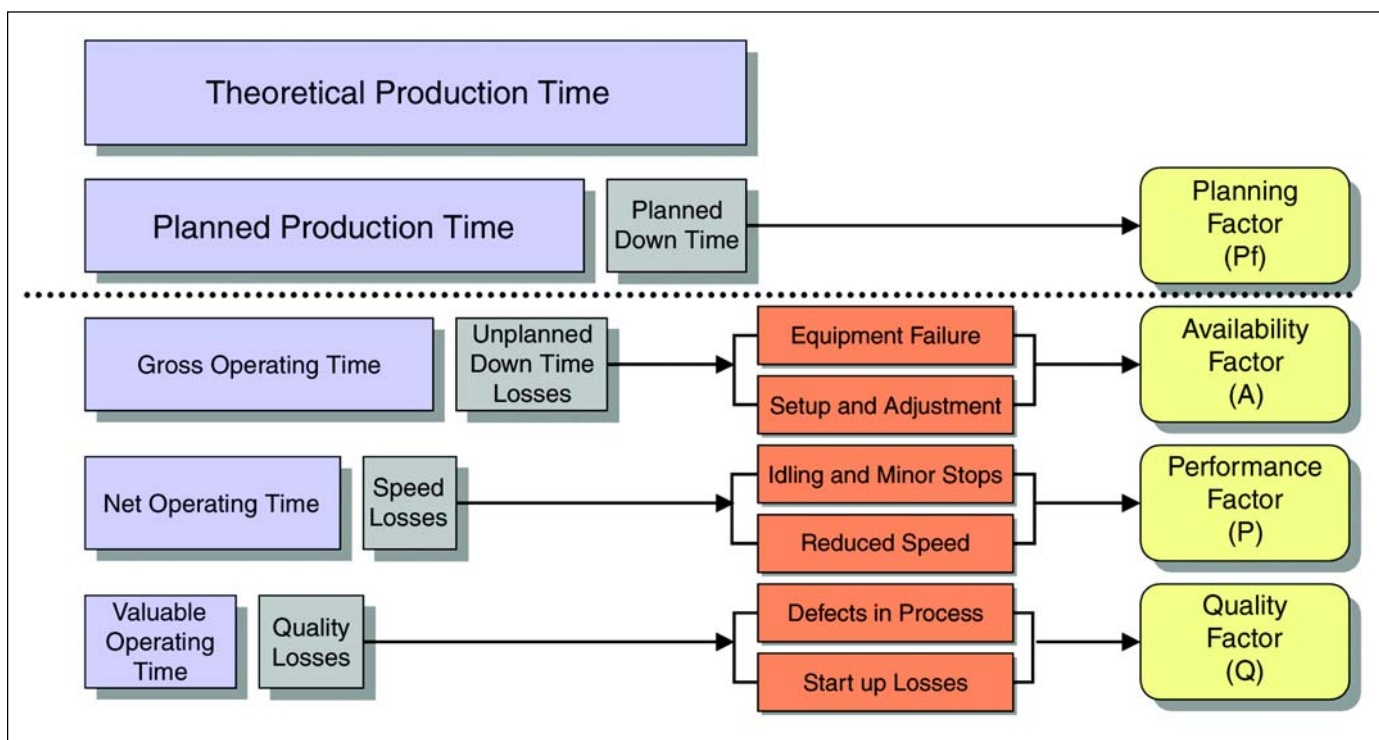 Theoretical Production Time
Planned Production Time
Planned
Down Time
Planning
Factor
(Pf)
Gross Operating Time
Unplanned
Down Time
Losses
Equipment Failure
Setup and Adjustment
Availability
Factor
(A)
Net Operating Time
Speed
Losses
Idling and Minor Stops
Reduced Speed
Performance
Factor
(P)
Valuable
Operating
Time
Quality
Losses
Defects in Process
Start up Losses
Quality
Factor
(Q)